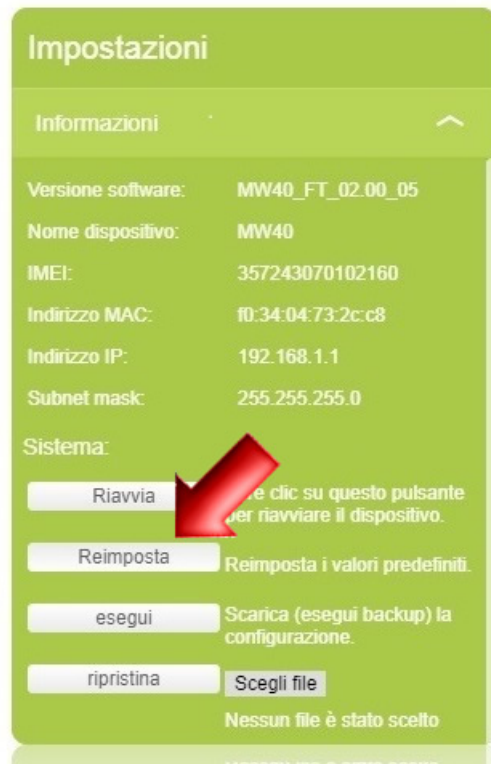 Impostazioni
Informazioni
Versione software: MW40_FT_02.00_05
Nome dispositivo: MW40
IMEI: 357243070102160
Indirizzo MAC: f0:34:04:73:2c:c8
Indirizzo IP: 192.168.1.1
Subnet mask: 255.255.255.0
Sistema:
Riavvia
clic su questo pulsante
per riavviare il dispositivo.
Reimposta
Reimposta i valori predefiniti.
esegui
Scarica (esegui backup) la
configurazione.
ripristina
Scegli file
Nessun file è stato scelto